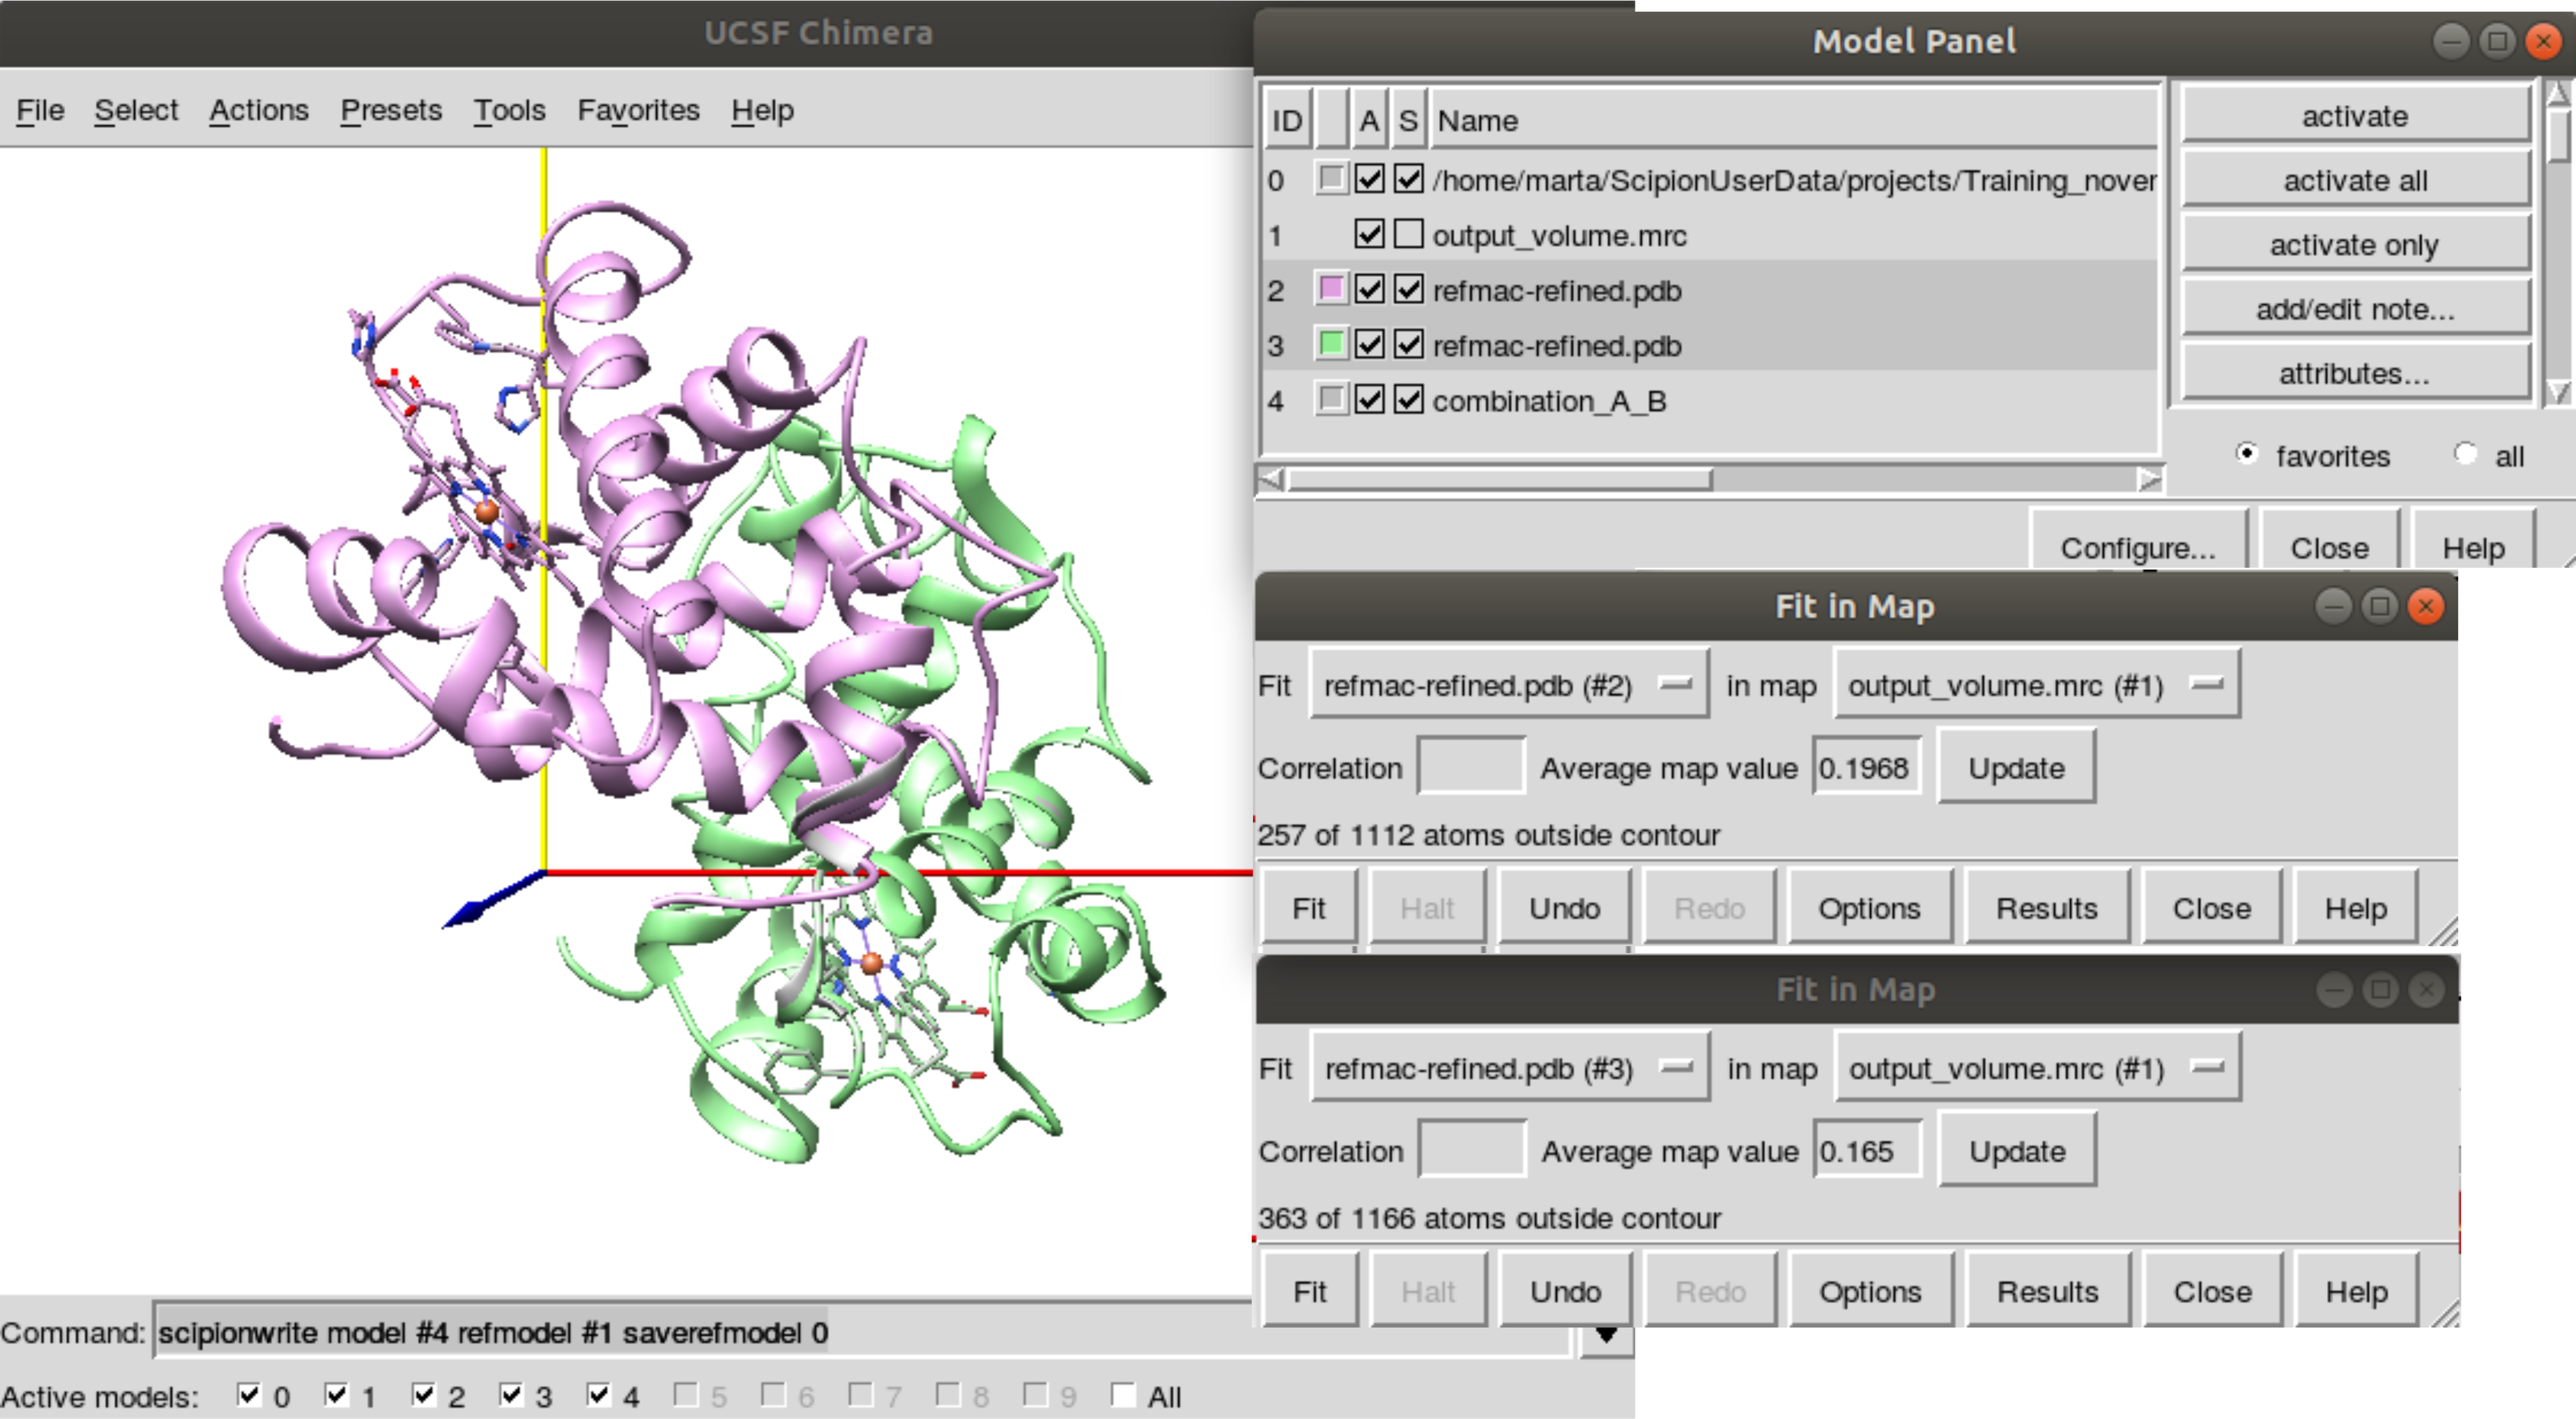 UCSF Chimera
File Select Actions Presets Tools Favorites Help
Command: scipionwrite model #4 refmodel #1 saverefmodel 0
Active models: 0 1 2 3 4 5 6 7 8 9 All
Model Panel
ID A S Name
0 /home/marta/ScipionUserData/projects/Training_nover
1 output_volume.mrc
2 refmac-refined.pdb
3 refmac-refined.pdb
4 combination_A_B
activate
activate all
activate only
add/edit note...
attributes...
favorites all
Configure... Close Help
Fit in Map
Fit refmac-refined.pdb (#2) in map output_volume.mrc (#1)
Correlation Average map value 0.1968 Update
257 of 1112 atoms outside contour
Fit Halt Undo Redo Options Results Close Help
Fit in Map
Fit refmac-refined.pdb (#3) in map output_volume.mrc (#1)
Correlation Average map value 0.165 Update
363 of 1166 atoms outside contour
Fit Halt Undo Redo Options Results Close Help